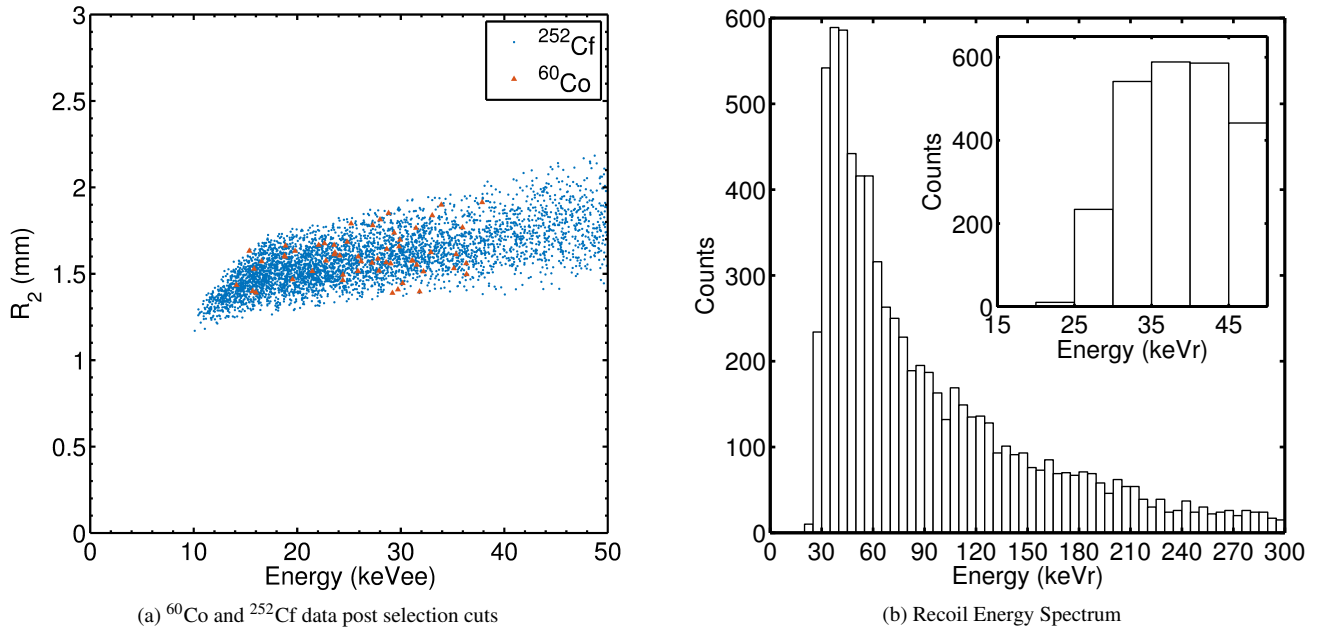 3
2.5
2
1.5
1
0.5
0
R₂ (mm)
0 10 20 30 40 50
Energy (keVee)
²⁵²Cf
⁶⁰Co
(a) ⁶⁰Co and ²⁵²Cf data post selection cuts
600
500
400
300
200
100
0
Counts
0 30 60 90 120 150 180 210 240 270 300
Energy (keVr)
600
400
200
0
Counts
15 25 35 45
Energy (keVr)
(b) Recoil Energy Spectrum